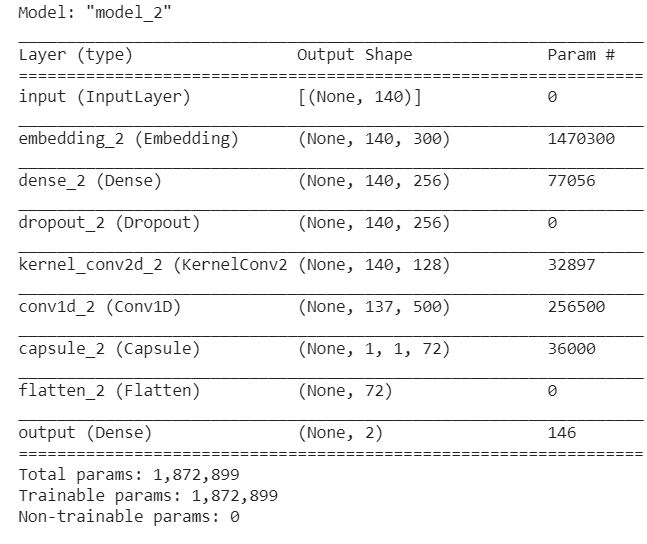 Model: "model_2"
Layer (type) Output Shape Param #
input (InputLayer) [(None, 140)] 0
embedding_2 (Embedding) (None, 140, 300) 1470300
dense_2 (Dense) (None, 140, 256) 77056
dropout_2 (Dropout) (None, 140, 256) 0
kernel_conv2d_2 (KernelConv2 (None, 140, 128) 32897
conv1d_2 (Conv1D) (None, 137, 500) 256500
capsule_2 (Capsule) (None, 1, 1, 72) 36000
flatten_2 (Flatten) (None, 72) 0
output (Dense) (None, 2) 146
Total params: 1,872,899
Trainable params: 1,872,899
Non-trainable params: 0